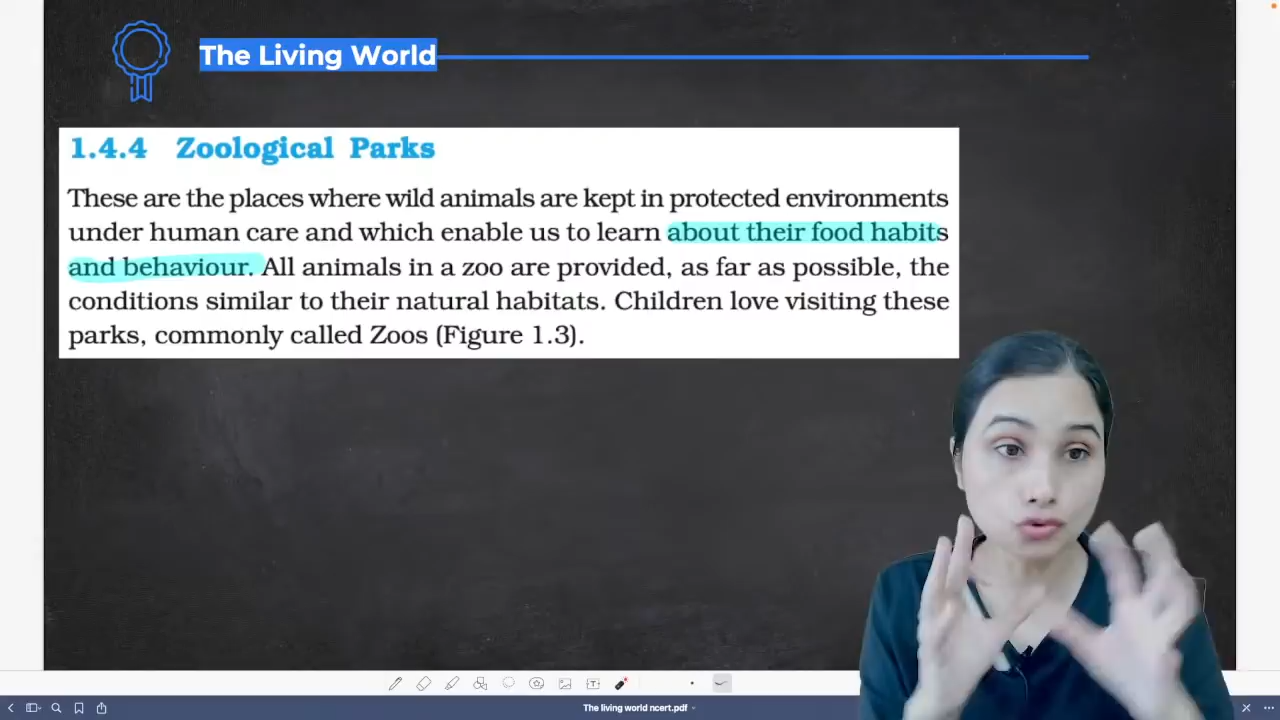 The Living World
1.4.4 Zoological Parks
These are the places where wild animals are kept in protected environments
under human care and which enable us to learn about their food habits
and behaviour. All animals in a zoo are provided, as far as possible, the
conditions similar to their natural habitats. Children love visiting these
parks, commonly called Zoos (Figure 1.3).
The living world ncert.pdf